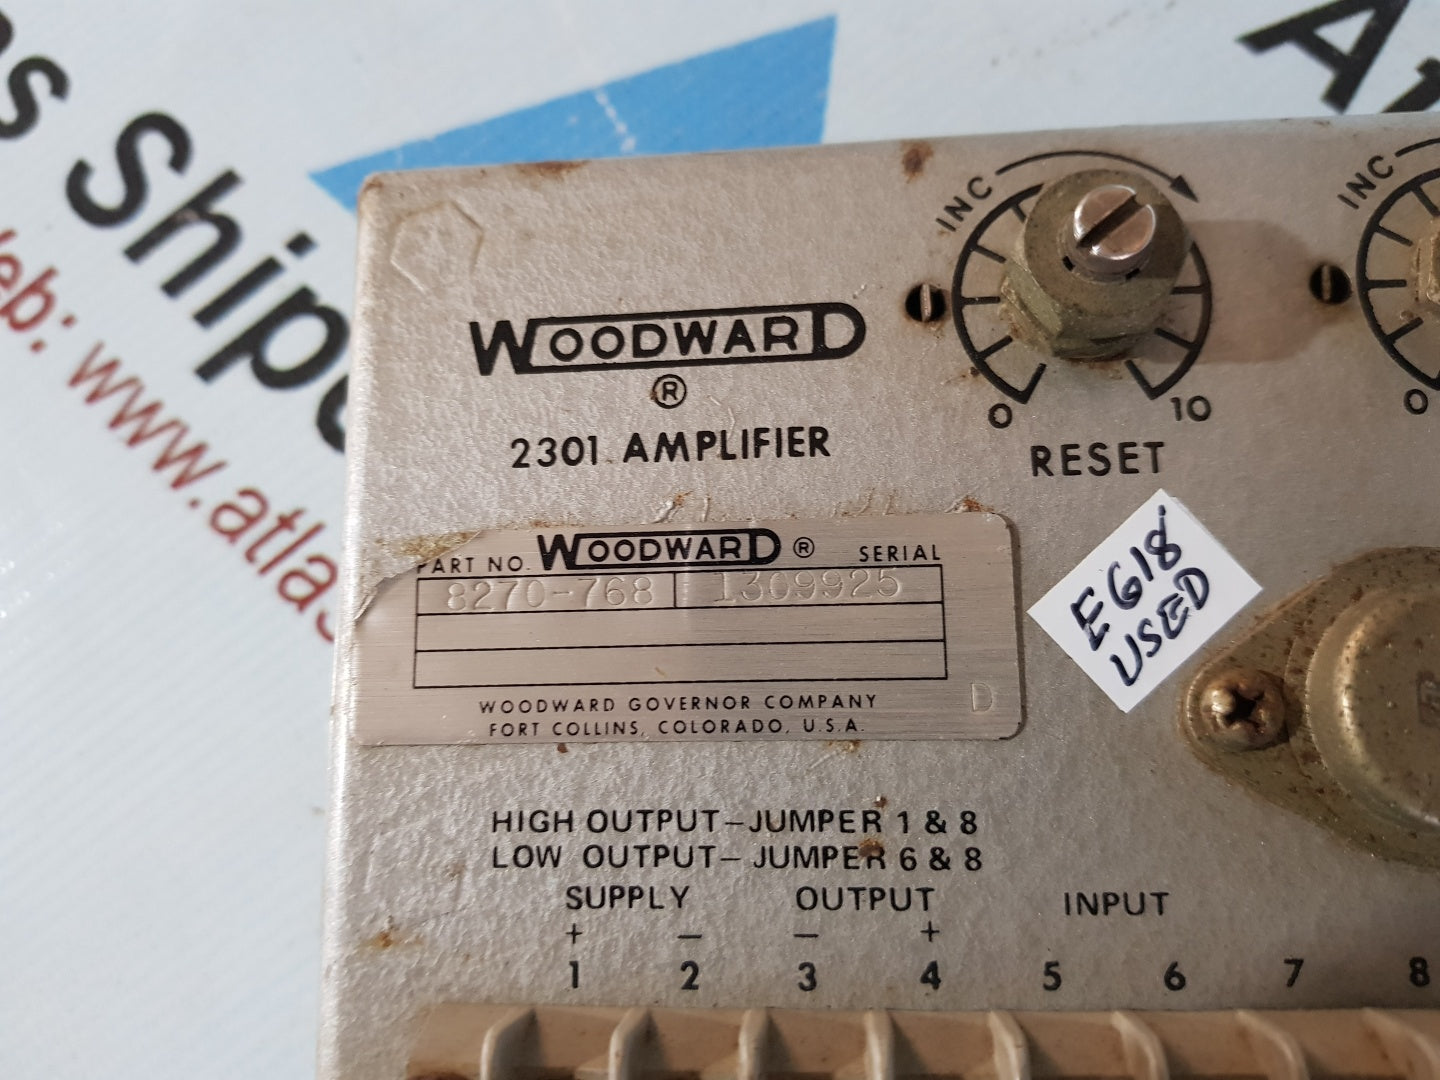 Ship
eb: www.atlas
INC
INC
WOODWARD
®
2301 AMPLIFIER
0
10
0
RESET
PART NO. WOODWARD ® SERIAL
8270-768 1309925
WOODWARD GOVERNOR COMPANY
FORT COLLINS, COLORADO, U.S.A.
D
E618
USED
HIGH OUTPUT-JUMPER 1 & 8
LOW OUTPUT-JUMPER 6 & 8
SUPPLY OUTPUT INPUT
+ - - +
1 2 3 4 5 6 7 8